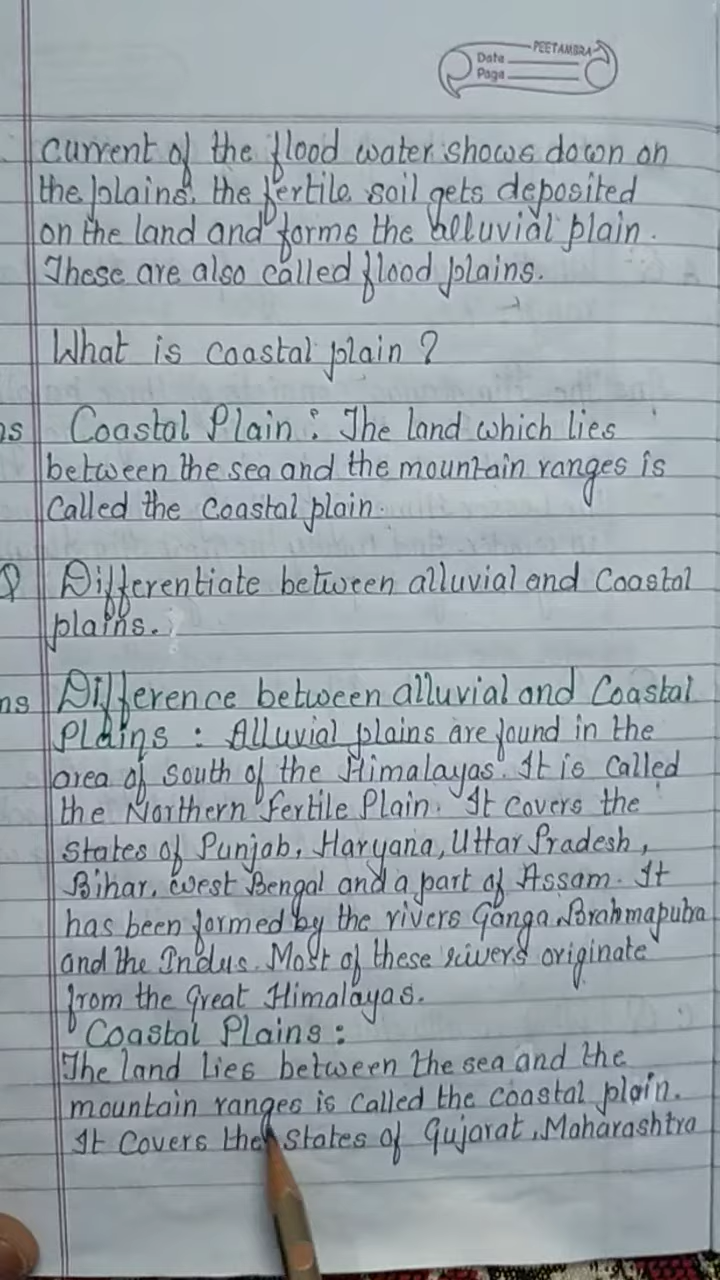 PEETAMBRA
Date
Page
current of the flood water shows down on
the plains, the fertile soil gets deposited
on the land and forms the alluvial plain.
These are also called flood plains.
What is coastal plain ?
ns Coastal Plain : The land which lies
between the sea and the mountain ranges is
Called the Coastal plain.
Q Differentiate between alluvial and Coastal
plains.
ns Difference between alluvial and Coastal
Plains : Alluvial plains are found in the
area of South of the Himalayas. It is Called
the Northern Fertile Plain. It Covers the
States of Punjab, Haryana, Uttar Pradesh,
Bihar, West Bengal and a part of Assam. It
has been formed by the rivers Ganga, Brahmaputra
and the Indus. Most of these rivers originate
from the Great Himalayas.
Coastal Plains :
The land lies between the sea and the
mountain ranges is Called the coastal plain.
It Covers the States of Gujarat, Maharashtra